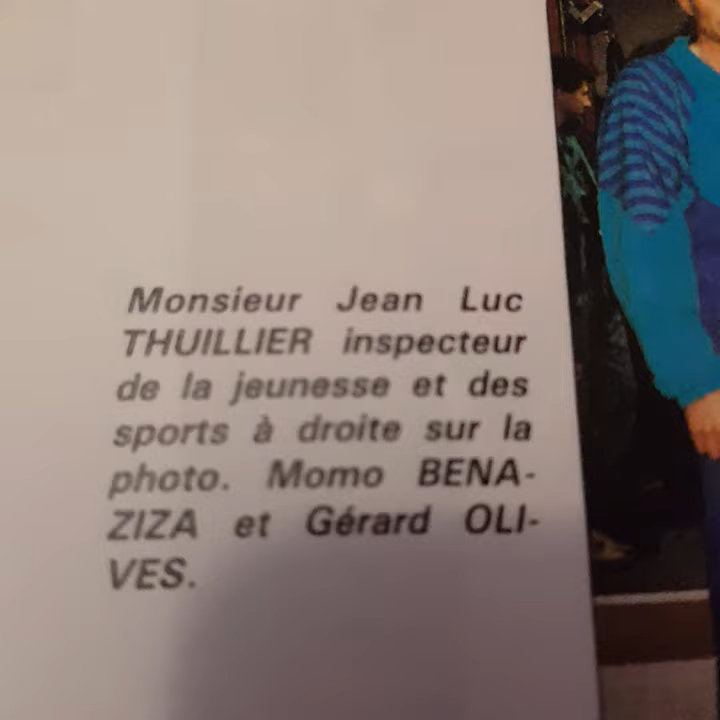 Monsieur Jean Luc
THUILLIER inspecteur
de la jeunesse et des
sports à droite sur la
photo. Momo BENA-
ZIZA et Gérard OLI-
VES.